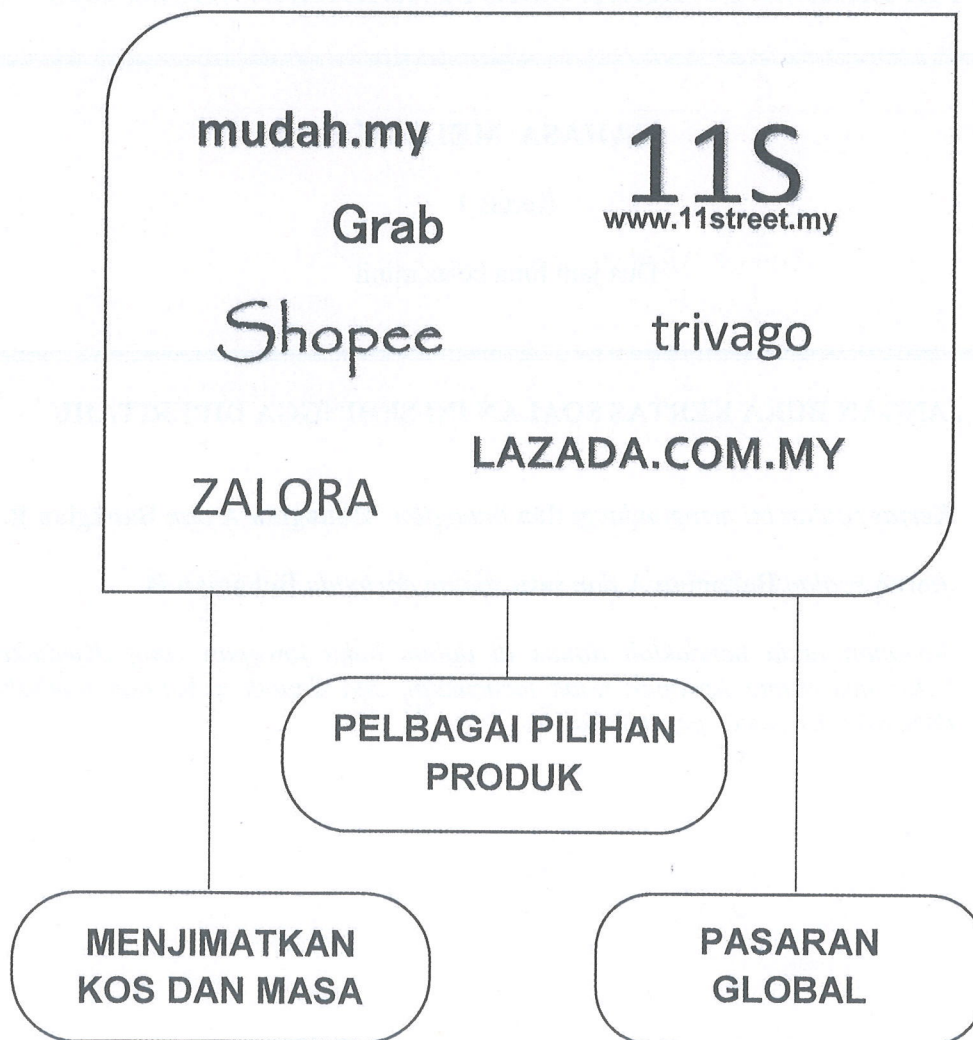 mudah.my
11S
www.11street.my
Grab
Shopee
trivago
LAZADA.COM.MY
ZALORA
PELBAGAI PILIHAN
PRODUK
MENJIMATKAN
KOS DAN MASA
PASARAN
GLOBAL